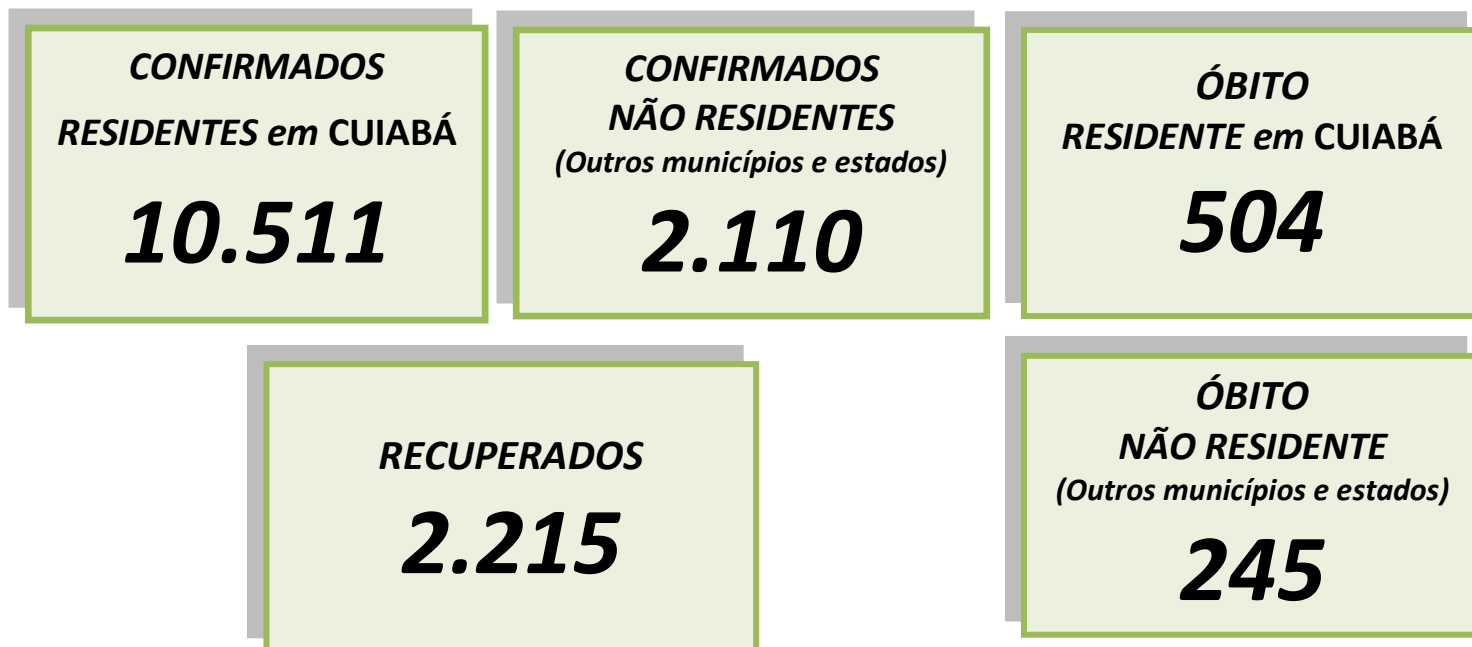 CONFIRMADOS
RESIDENTES em CUIABÁ
10.511
CONFIRMADOS
NÃO RESIDENTES
(Outros municípios e estados)
2.110
ÓBITO
RESIDENTE em CUIABÁ
504
RECUPERADOS
2.215
ÓBITO
NÃO RESIDENTE
(Outros municípios e estados)
245